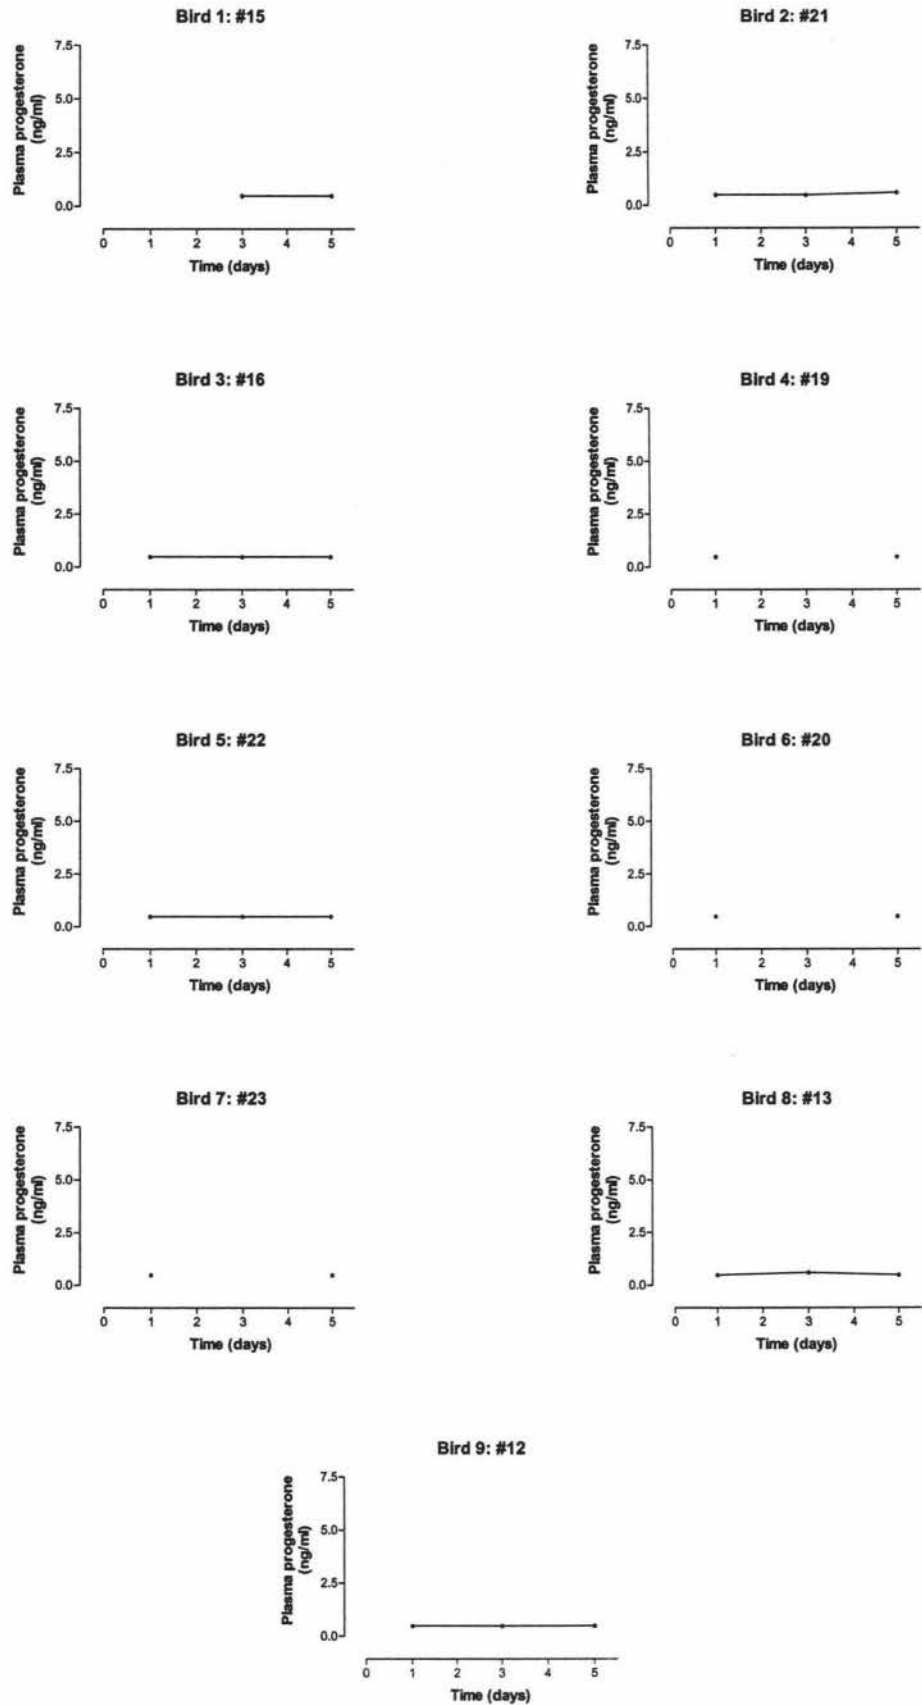 Bird 1: #15
Plasma progesterone
(ng/ml)
7.5
5.0
2.5
0.0
0 1 2 3 4 5
Time (days)
Bird 2: #21
Plasma progesterone
(ng/ml)
7.5
5.0
2.5
0.0
0 1 2 3 4 5
Time (days)
Bird 3: #16
Plasma progesterone
(ng/ml)
7.5
5.0
2.5
0.0
0 1 2 3 4 5
Time (days)
Bird 4: #19
Plasma progesterone
(ng/ml)
7.5
5.0
2.5
0.0
0 1 2 3 4 5
Time (days)
Bird 5: #22
Plasma progesterone
(ng/ml)
7.5
5.0
2.5
0.0
0 1 2 3 4 5
Time (days)
Bird 6: #20
Plasma progesterone
(ng/ml)
7.5
5.0
2.5
0.0
0 1 2 3 4 5
Time (days)
Bird 7: #23
Plasma progesterone
(ng/ml)
7.5
5.0
2.5
0.0
0 1 2 3 4 5
Time (days)
Bird 8: #13
Plasma progesterone
(ng/ml)
7.5
5.0
2.5
0.0
0 1 2 3 4 5
Time (days)
Bird 9: #12
Plasma progesterone
(ng/ml)
7.5
5.0
2.5
0.0
0 1 2 3 4 5
Time (days)